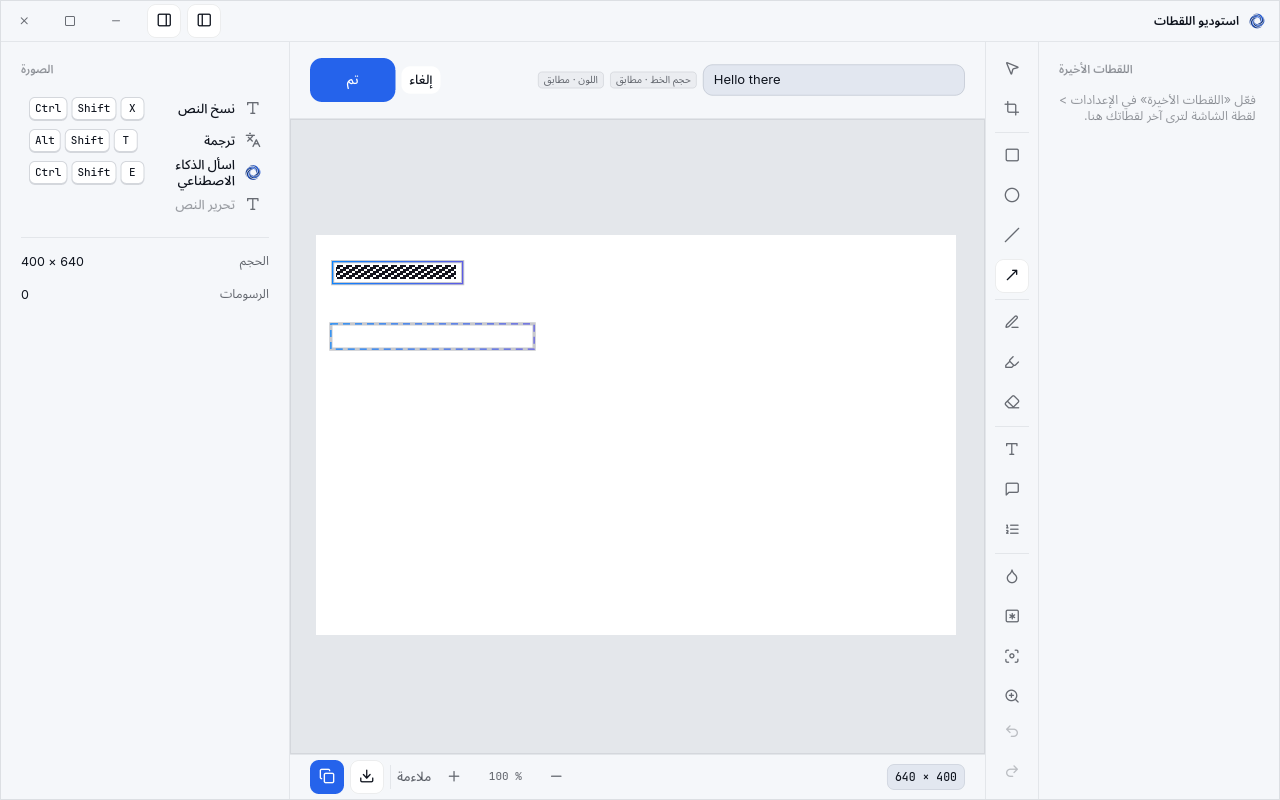 استوديو اللقطات
اللقطات الأخيرة
فعّل «اللقطات الأخيرة» في الإعدادات >
لقطة الشاشة لترى آخر لقطاتك هنا.
Hello there
حجم الخط · مطابق
اللون · مطابق
إلغاء
تم
640 × 400
100 %
ملاءمة
الصورة
نسخ النص
Ctrl Shift X
ترجمة
Alt Shift T
اسأل الذكاء
الاصطناعي
Ctrl Shift E
تحرير النص
الحجم
400 × 640
الرسومات
0